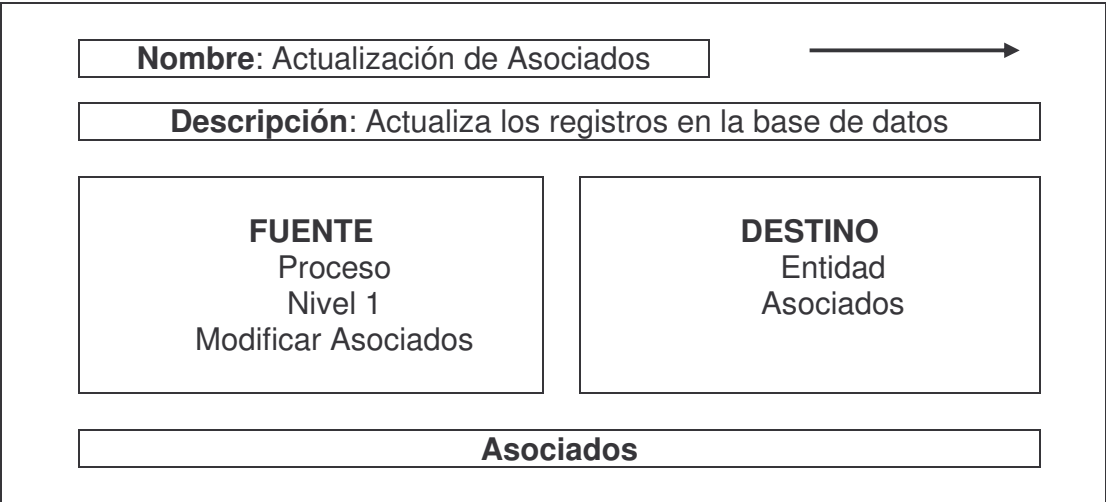 Nombre: Actualización de Asociados
Descripción: Actualiza los registros en la base de datos
FUENTE
Proceso
Nivel 1
Modificar Asociados
DESTINO
Entidad
Asociados
Asociados